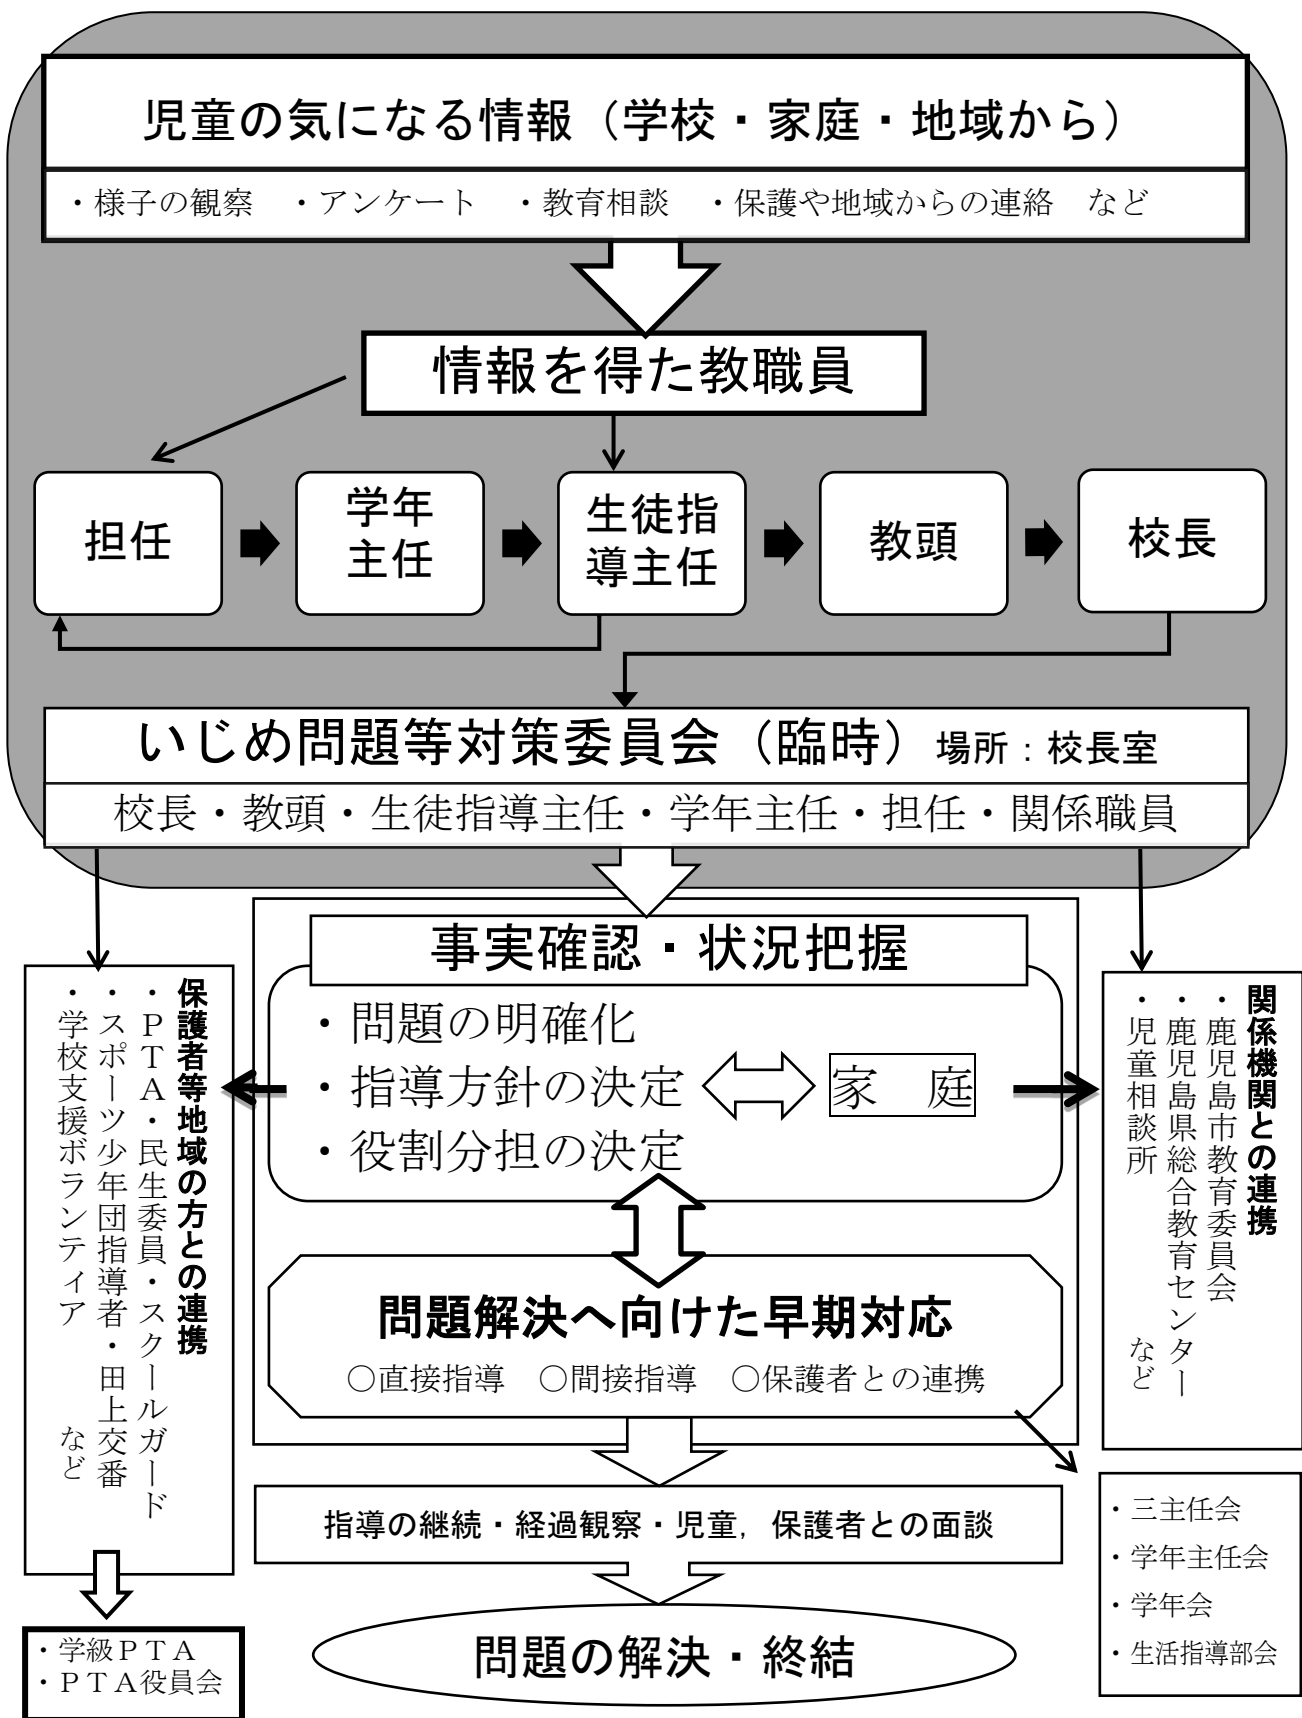 児童の気になる情報（学校・家庭・地域から）
・様子の観察　・アンケート　・教育相談　・保護や地域からの連絡　など
情報を得た教職員
担任
学年
主任
生徒指
導主任
教頭
校長
いじめ問題等対策委員会（臨時）場所：校長室
校長・教頭・生徒指導主任・学年主任・担任・関係職員
事実確認・状況把握
・問題の明確化
・指導方針の決定
・役割分担の決定
家　庭
保護者等地域の方との連携
・ＰＴＡ・民生委員・スクールガード
・スポーツ少年団指導者・田上交番
・学校支援ボランティア　など
関係機関との連携
・鹿児島市教育委員会
・鹿児島県総合教育センター
・児童相談所　など
問題解決へ向けた早期対応
○直接指導　○間接指導　○保護者との連携
指導の継続・経過観察・児童，保護者との面談
・三主任会
・学年主任会
・学年会
・生活指導部会
・学級ＰＴＡ
・ＰＴＡ役員会
問題の解決・終結